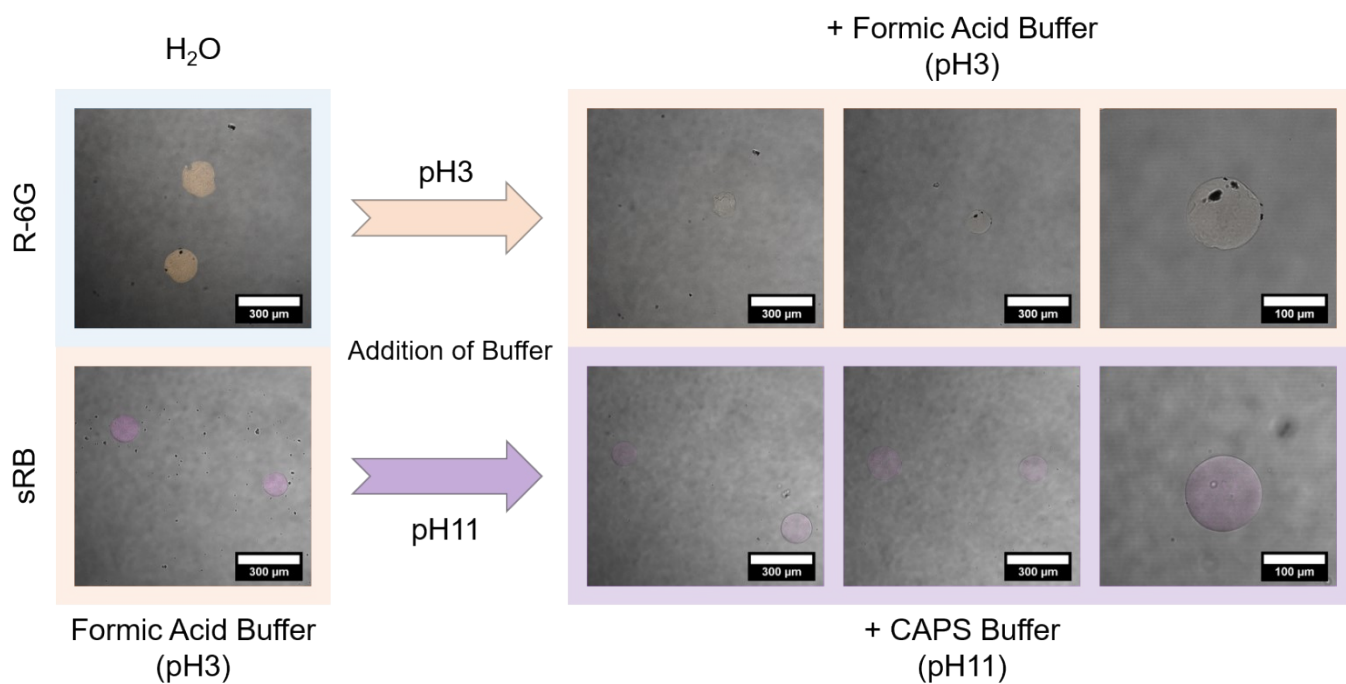 H₂O
+ Formic Acid Buffer
(pH3)
R-6G
pH3
300 µm
300 µm
300 µm
100 µm
Addition of Buffer
sRB
pH11
300 µm
300 µm
300 µm
100 µm
Formic Acid Buffer
(pH3)
+ CAPS Buffer
(pH11)